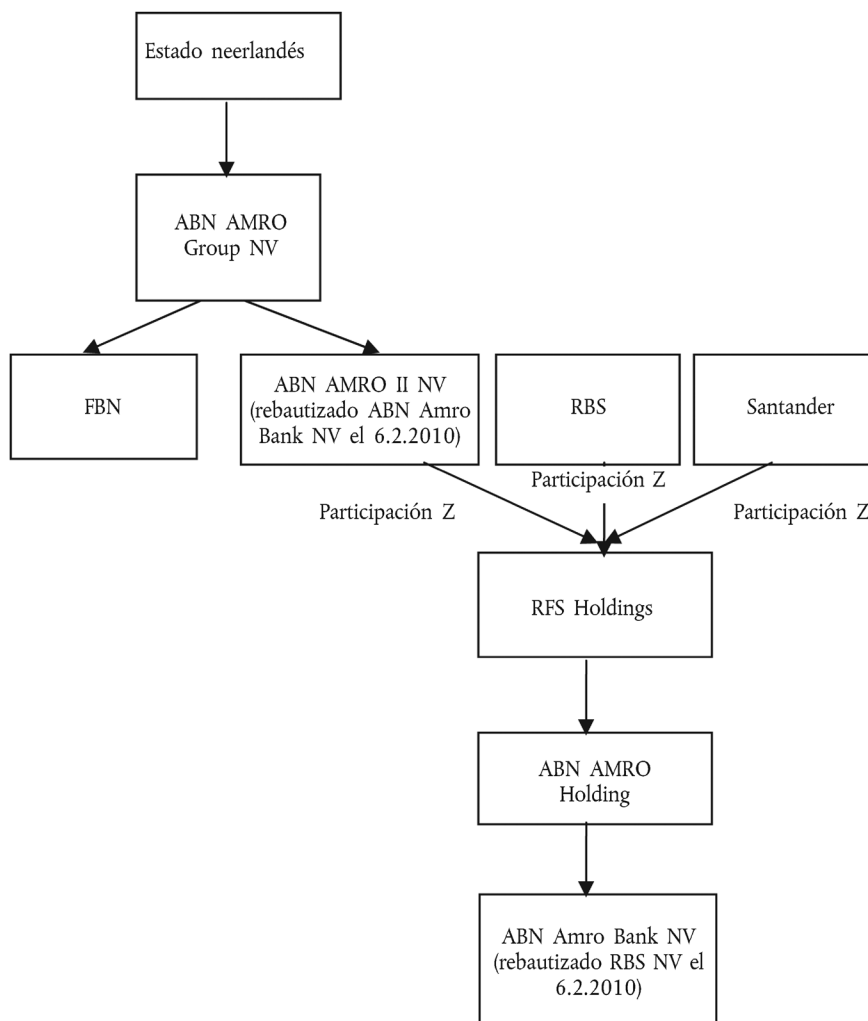 Estado neerlandés
ABN AMRO
Group NV
FBN
ABN AMRO II NV
(rebautizado ABN Amro
Bank NV el 6.2.2010)
RBS
Santander
Participación Z
Participación Z
Participación Z
RFS Holdings
ABN AMRO
Holding
ABN Amro Bank NV
(rebautizado RBS NV el
6.2.2010)